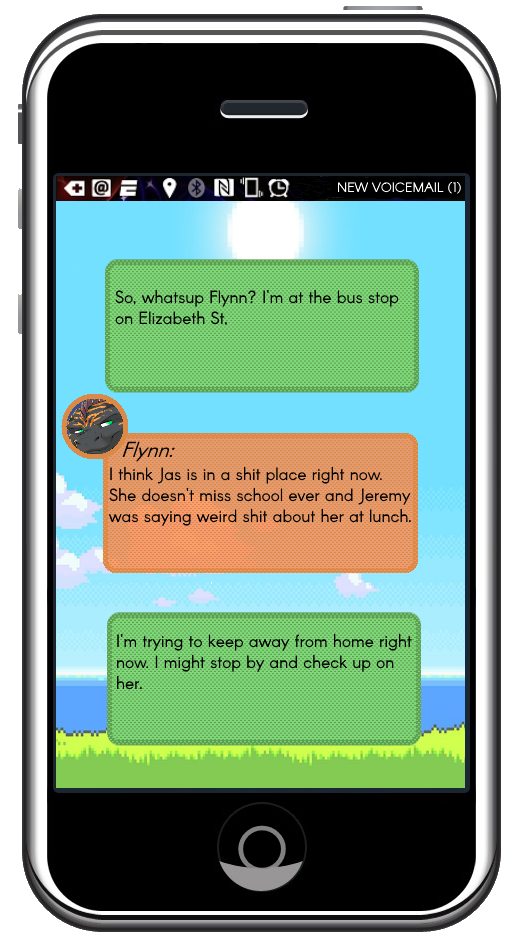 NEW VOICEMAIL (1)
So, whatsup Flynn? I'm at the bus stop
on Elizabeth St.
Flynn:
I think Jas is in a shit place right now.
She doesn't miss school ever and Jeremy
was saying weird shit about her at lunch.
I'm trying to keep away from home right
now. I might stop by and check up on
her.